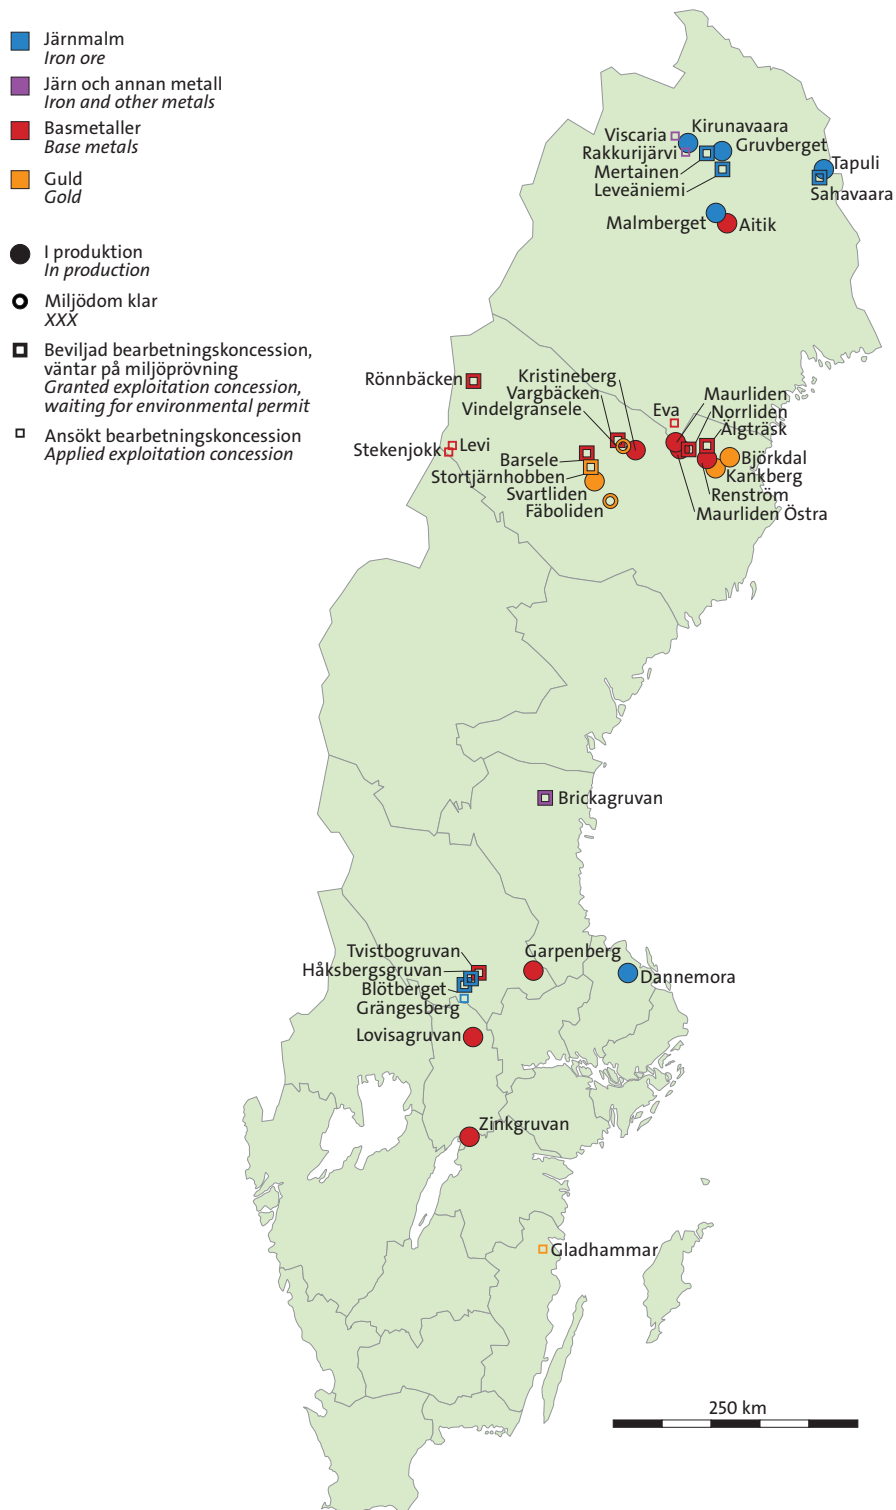 Järnmalm
Iron ore
Järn och annan metall
Iron and other metals
Basmetaller
Base metals
Guld
Gold
I produktion
In production
Miljödom klar
XXX
Beviljad bearbetningskoncession,
väntar på miljöprövning
Granted exploitation concession,
waiting for environmental permit
Ansökt bearbetningskoncession
Applied exploitation concession
Viscaria
Kirunavaara
Rakkurijärvi
Gruvberget
Mertainen
Leveäniemi
Tapuli
Sahavaara
Malmberget
Aitik
Rönnbäcken
Kristineberg
Vargbäcken
Vindelgransele
Eva
Maurliden
Norrliden
Älgträsk
Levi
Stekenjokk
Barsele
Stortjärnhobben
Svartliden
Fäboliden
Björkdal
Kankberg
Renström
Maurliden Östra
Brickagruvan
Tvistbogruvan
Håksbergsgruvan
Blötberget
Grängesberg
Garpenberg
Dannemora
Lovisagruvan
Zinkgruvan
Gladhammar
250 km